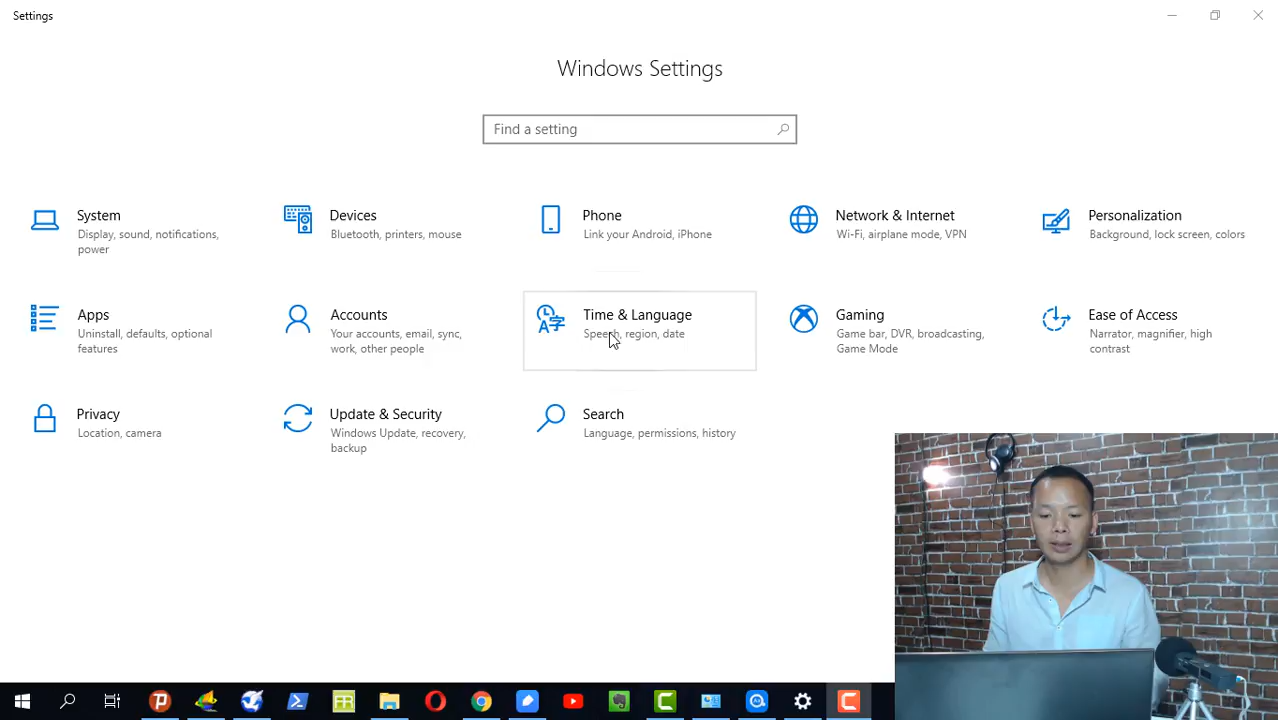 Settings
Windows Settings
Find a setting
System
Display, sound, notifications,
power
Devices
Bluetooth, printers, mouse
Phone
Link your Android, iPhone
Network & Internet
Wi-Fi, airplane mode, VPN
Personalization
Background, lock screen, colors
Apps
Uninstall, defaults, optional
features
Accounts
Your accounts, email, sync,
work, other people
Time & Language
Speech, region, date
Gaming
Game bar, DVR, broadcasting,
Game Mode
Ease of Access
Narrator, magnifier, high
contrast
Privacy
Location, camera
Update & Security
Windows Update, recovery,
backup
Search
Language, permissions, history